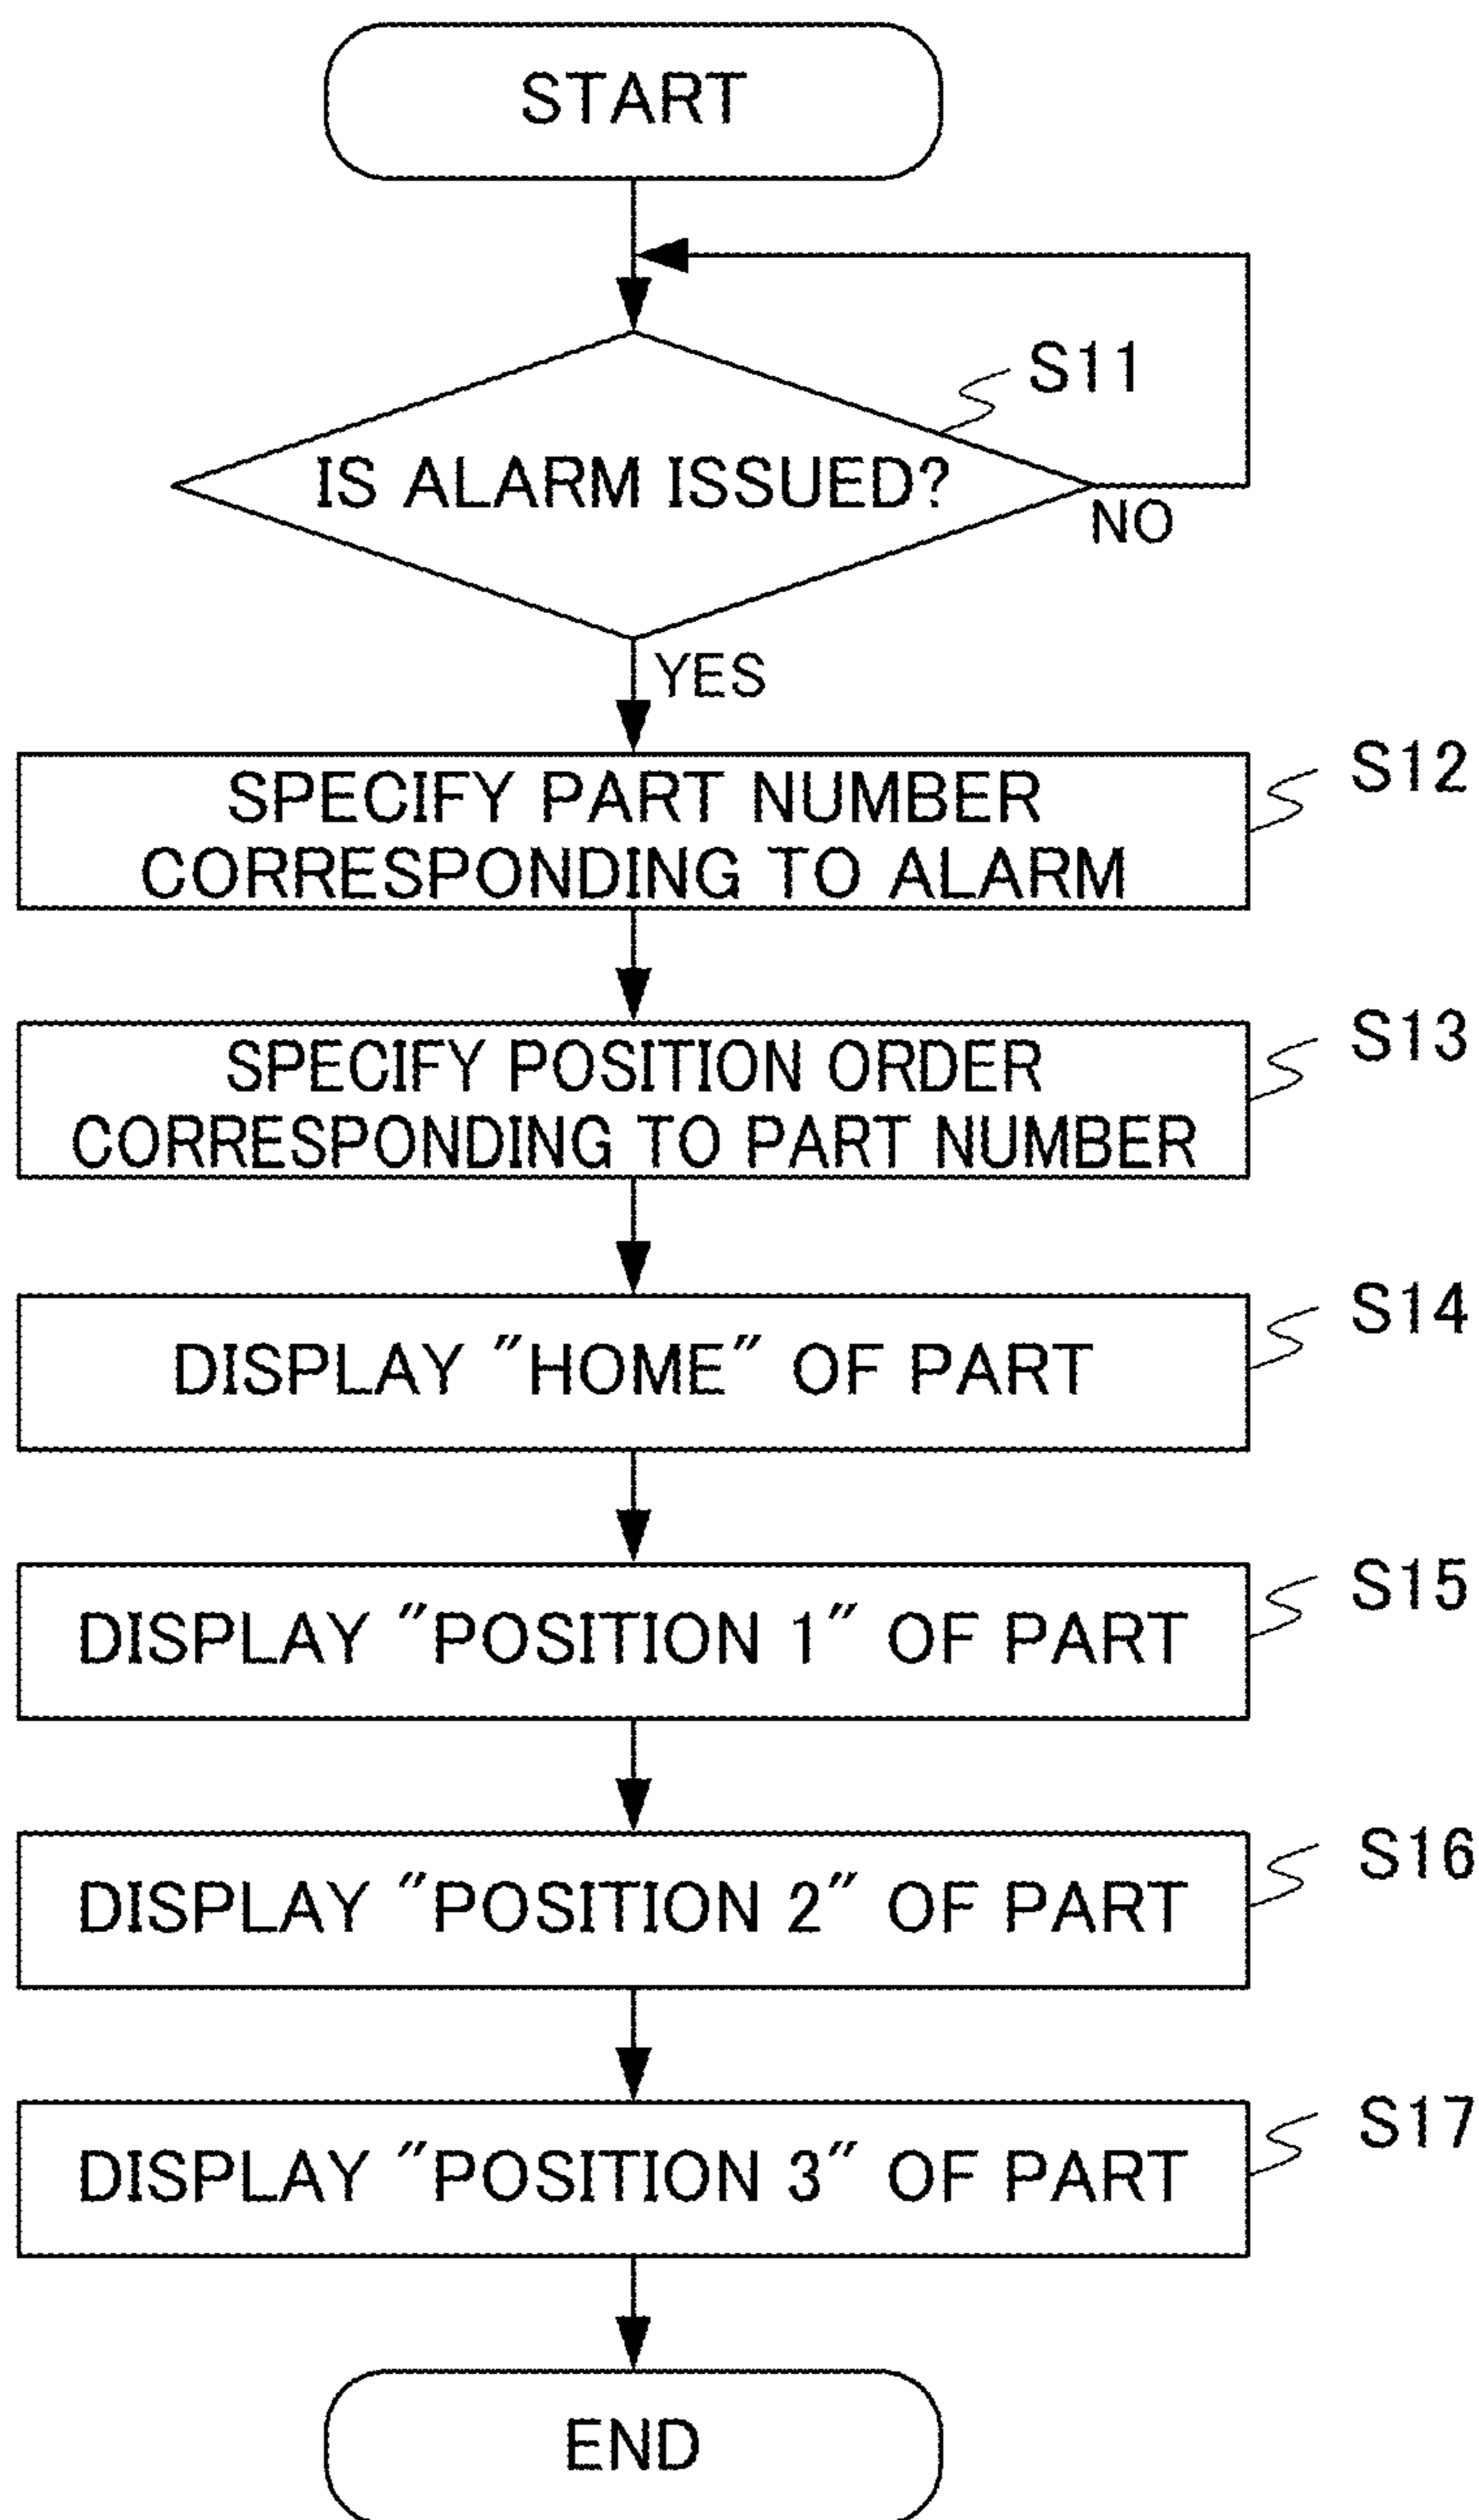 START
S11
IS ALARM ISSUED?
NO
YES
S12
SPECIFY PART NUMBER
CORRESPONDING TO ALARM
S13
SPECIFY POSITION ORDER
CORRESPONDING TO PART NUMBER
S14
DISPLAY "HOME" OF PART
S15
DISPLAY "POSITION 1" OF PART
S16
DISPLAY "POSITION 2" OF PART
S17
DISPLAY "POSITION 3" OF PART
END